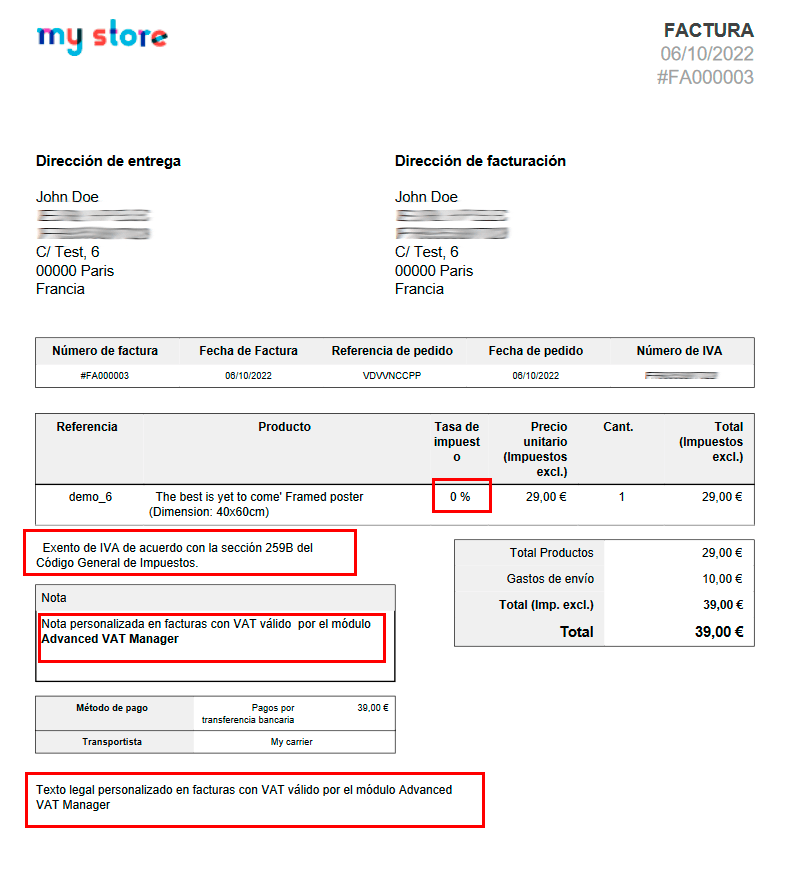 my store
FACTURA
06/10/2022
#FA000003
Dirección de entrega
John Doe
C/ Test, 6
00000 Paris
Francia
Dirección de facturación
John Doe
C/ Test, 6
00000 Paris
Francia
Número de factura Fecha de Factura Referencia de pedido Fecha de pedido Número de IVA
#FA000003 06/10/2022 VDVVNCCPP 06/10/2022
Referencia Producto Tasa de impuest o Precio unitario (Impuestos excl.) Cant. Total (Impuestos excl.)
demo_6 The best is yet to come' Framed poster 0 % 29,00 € 1 29,00 €
(Dimension: 40x60cm)
Exento de IVA de acuerdo con la sección 259B del
Código General de Impuestos.
Nota
Nota personalizada en facturas con VAT válido por el módulo
Advanced VAT Manager
Total Productos 29,00 €
Gastos de envío 10,00 €
Total (Imp. excl.) 39,00 €
Total 39,00 €
Método de pago Pagos por transferencia bancaria 39,00 €
Transportista My carrier
Texto legal personalizado en facturas con VAT válido por el módulo Advanced
VAT Manager